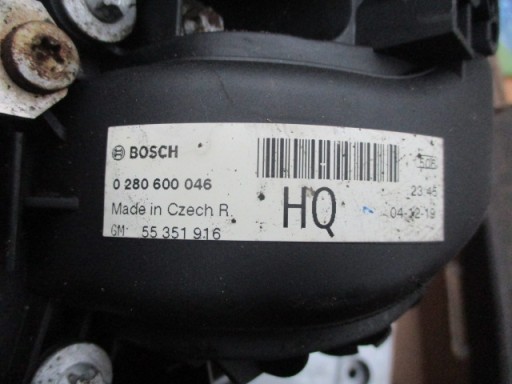 BOSCH
0 280 600 046
Made in Czech R.
GM 55 351 916
HQ
23:45
04-12-19